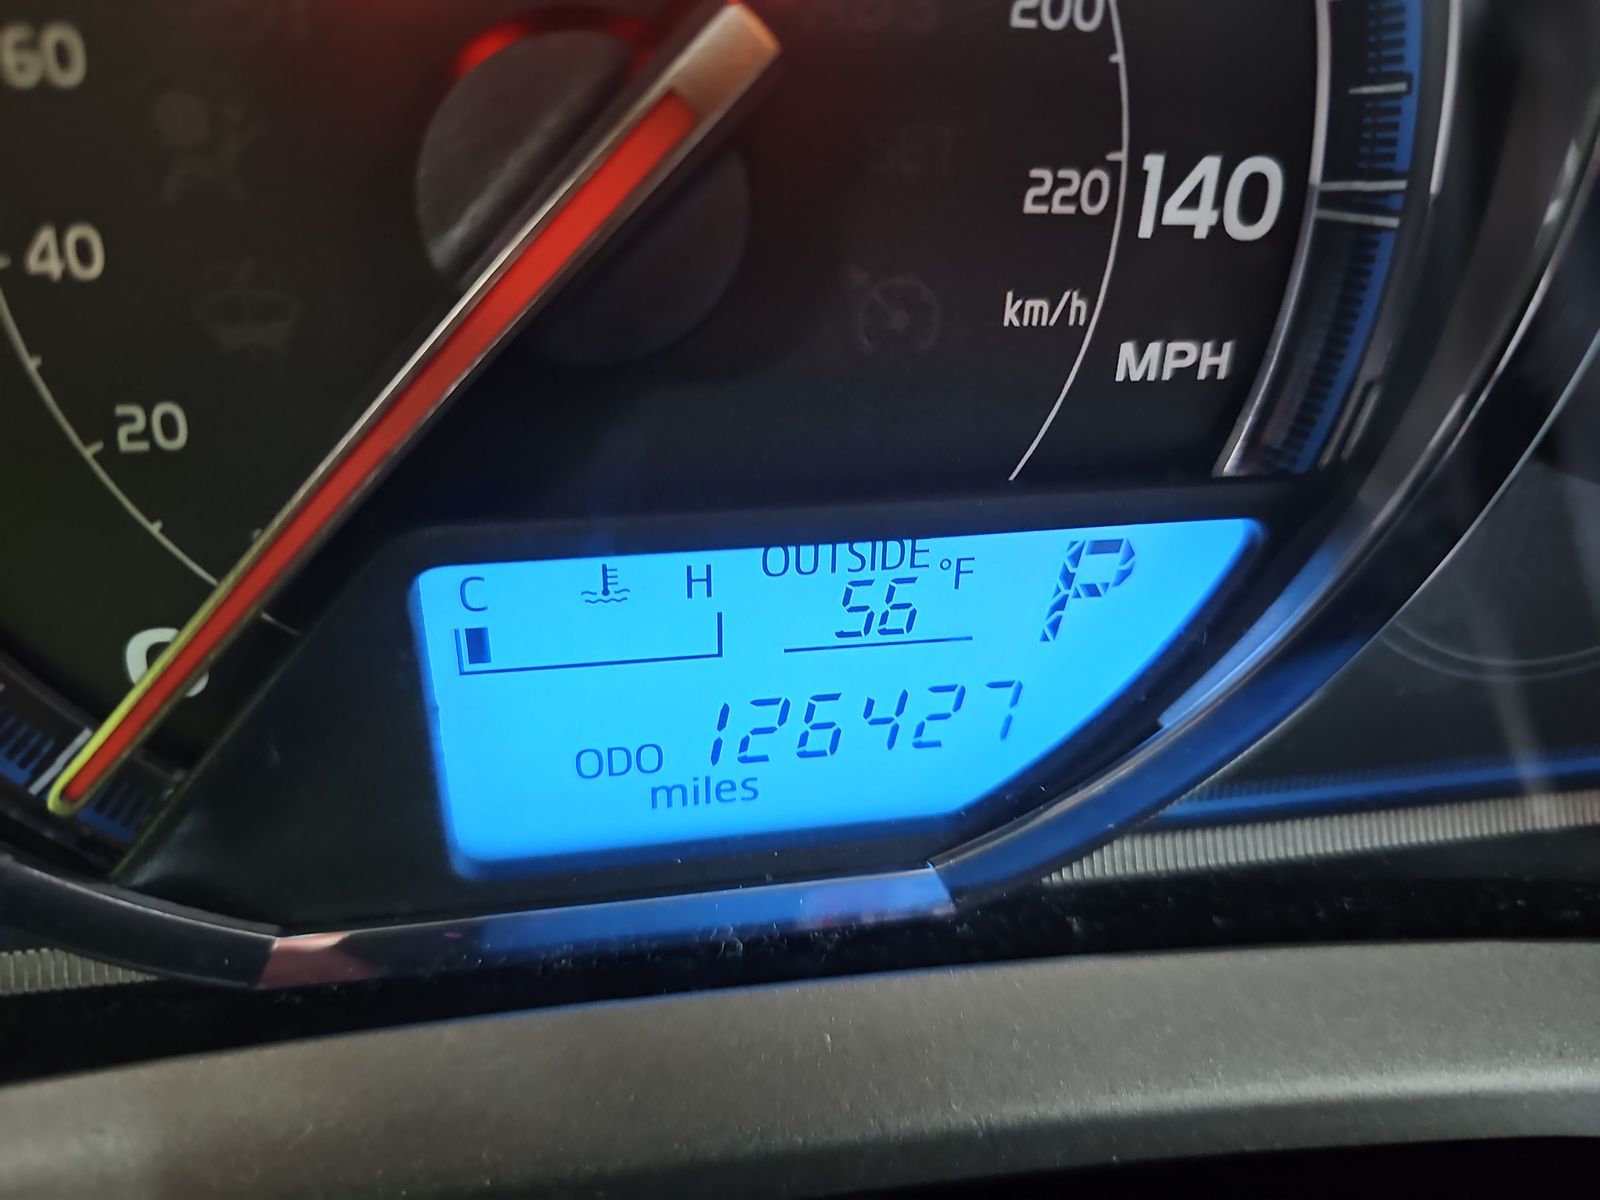 60
200
40
220
140
km/h
MPH
20
C H
OUTSIDE
56 °F
P
ODO 126427
miles